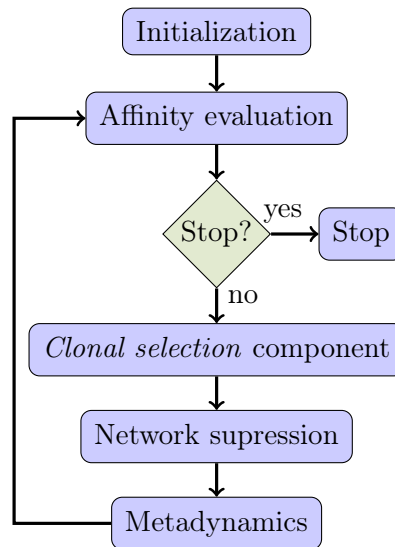 Initialization
Affinity evaluation
yes
Stop?
Stop
no
Clonal selection component
Network supression
Metadynamics